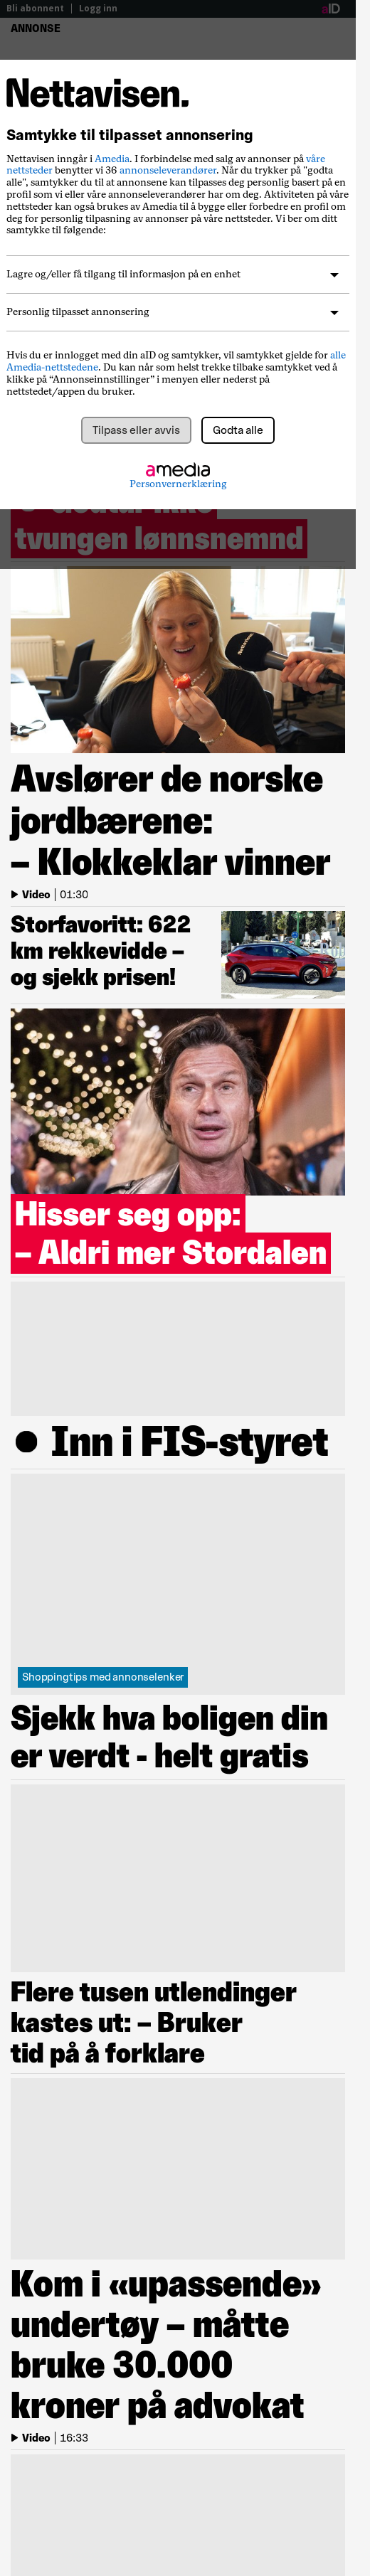 Bli abonnent | Logg inn
aID
ANNONSE
Nettavisen.
Samtykke til tilpasset annonsering
Nettavisen inngår i Amedia. I forbindelse med salg av annonser på våre
nettsteder benytter vi 36 annonseleverandører. Når du trykker på "godta
alle", samtykker du til at annonsene kan tilpasses deg personlig basert på en
profil som vi eller våre annonseleverandører har om deg. Aktiviteten på våre
nettsteder kan også brukes av Amedia til å bygge eller forbedre en profil om
deg for personlig tilpasning av annonser på våre nettsteder. Vi ber om ditt
samtykke til følgende:
Lagre og/eller få tilgang til informasjon på en enhet
Personlig tilpasset annonsering
Hvis du er innlogget med din aID og samtykker, vil samtykket gjelde for alle
Amedia-nettstedene. Du kan når som helst trekke tilbake samtykket ved å
klikke på “Annonseinnstillinger” i menyen eller nederst på
nettstedet/appen du bruker.
Tilpass eller avvis
Godta alle
amedia
Personvernerklæring
tvungen lønnsnemnd
Nettavisen
Avslører de norske
jordbærene:
– Klokkeklar vinner
Video | 01:30
Storfavoritt: 622
km rekkevidde –
og sjekk prisen!
Hisser seg opp:
– Aldri mer Stordalen
● Inn i FIS-styret
Shoppingtips med annonselenker
Sjekk hva boligen din
er verdt - helt gratis
Flere tusen utlendinger
kastes ut: – Bruker
tid på å forklare
Kom i «upassende»
undertøy – måtte
bruke 30.000
kroner på advokat
Video | 16:33